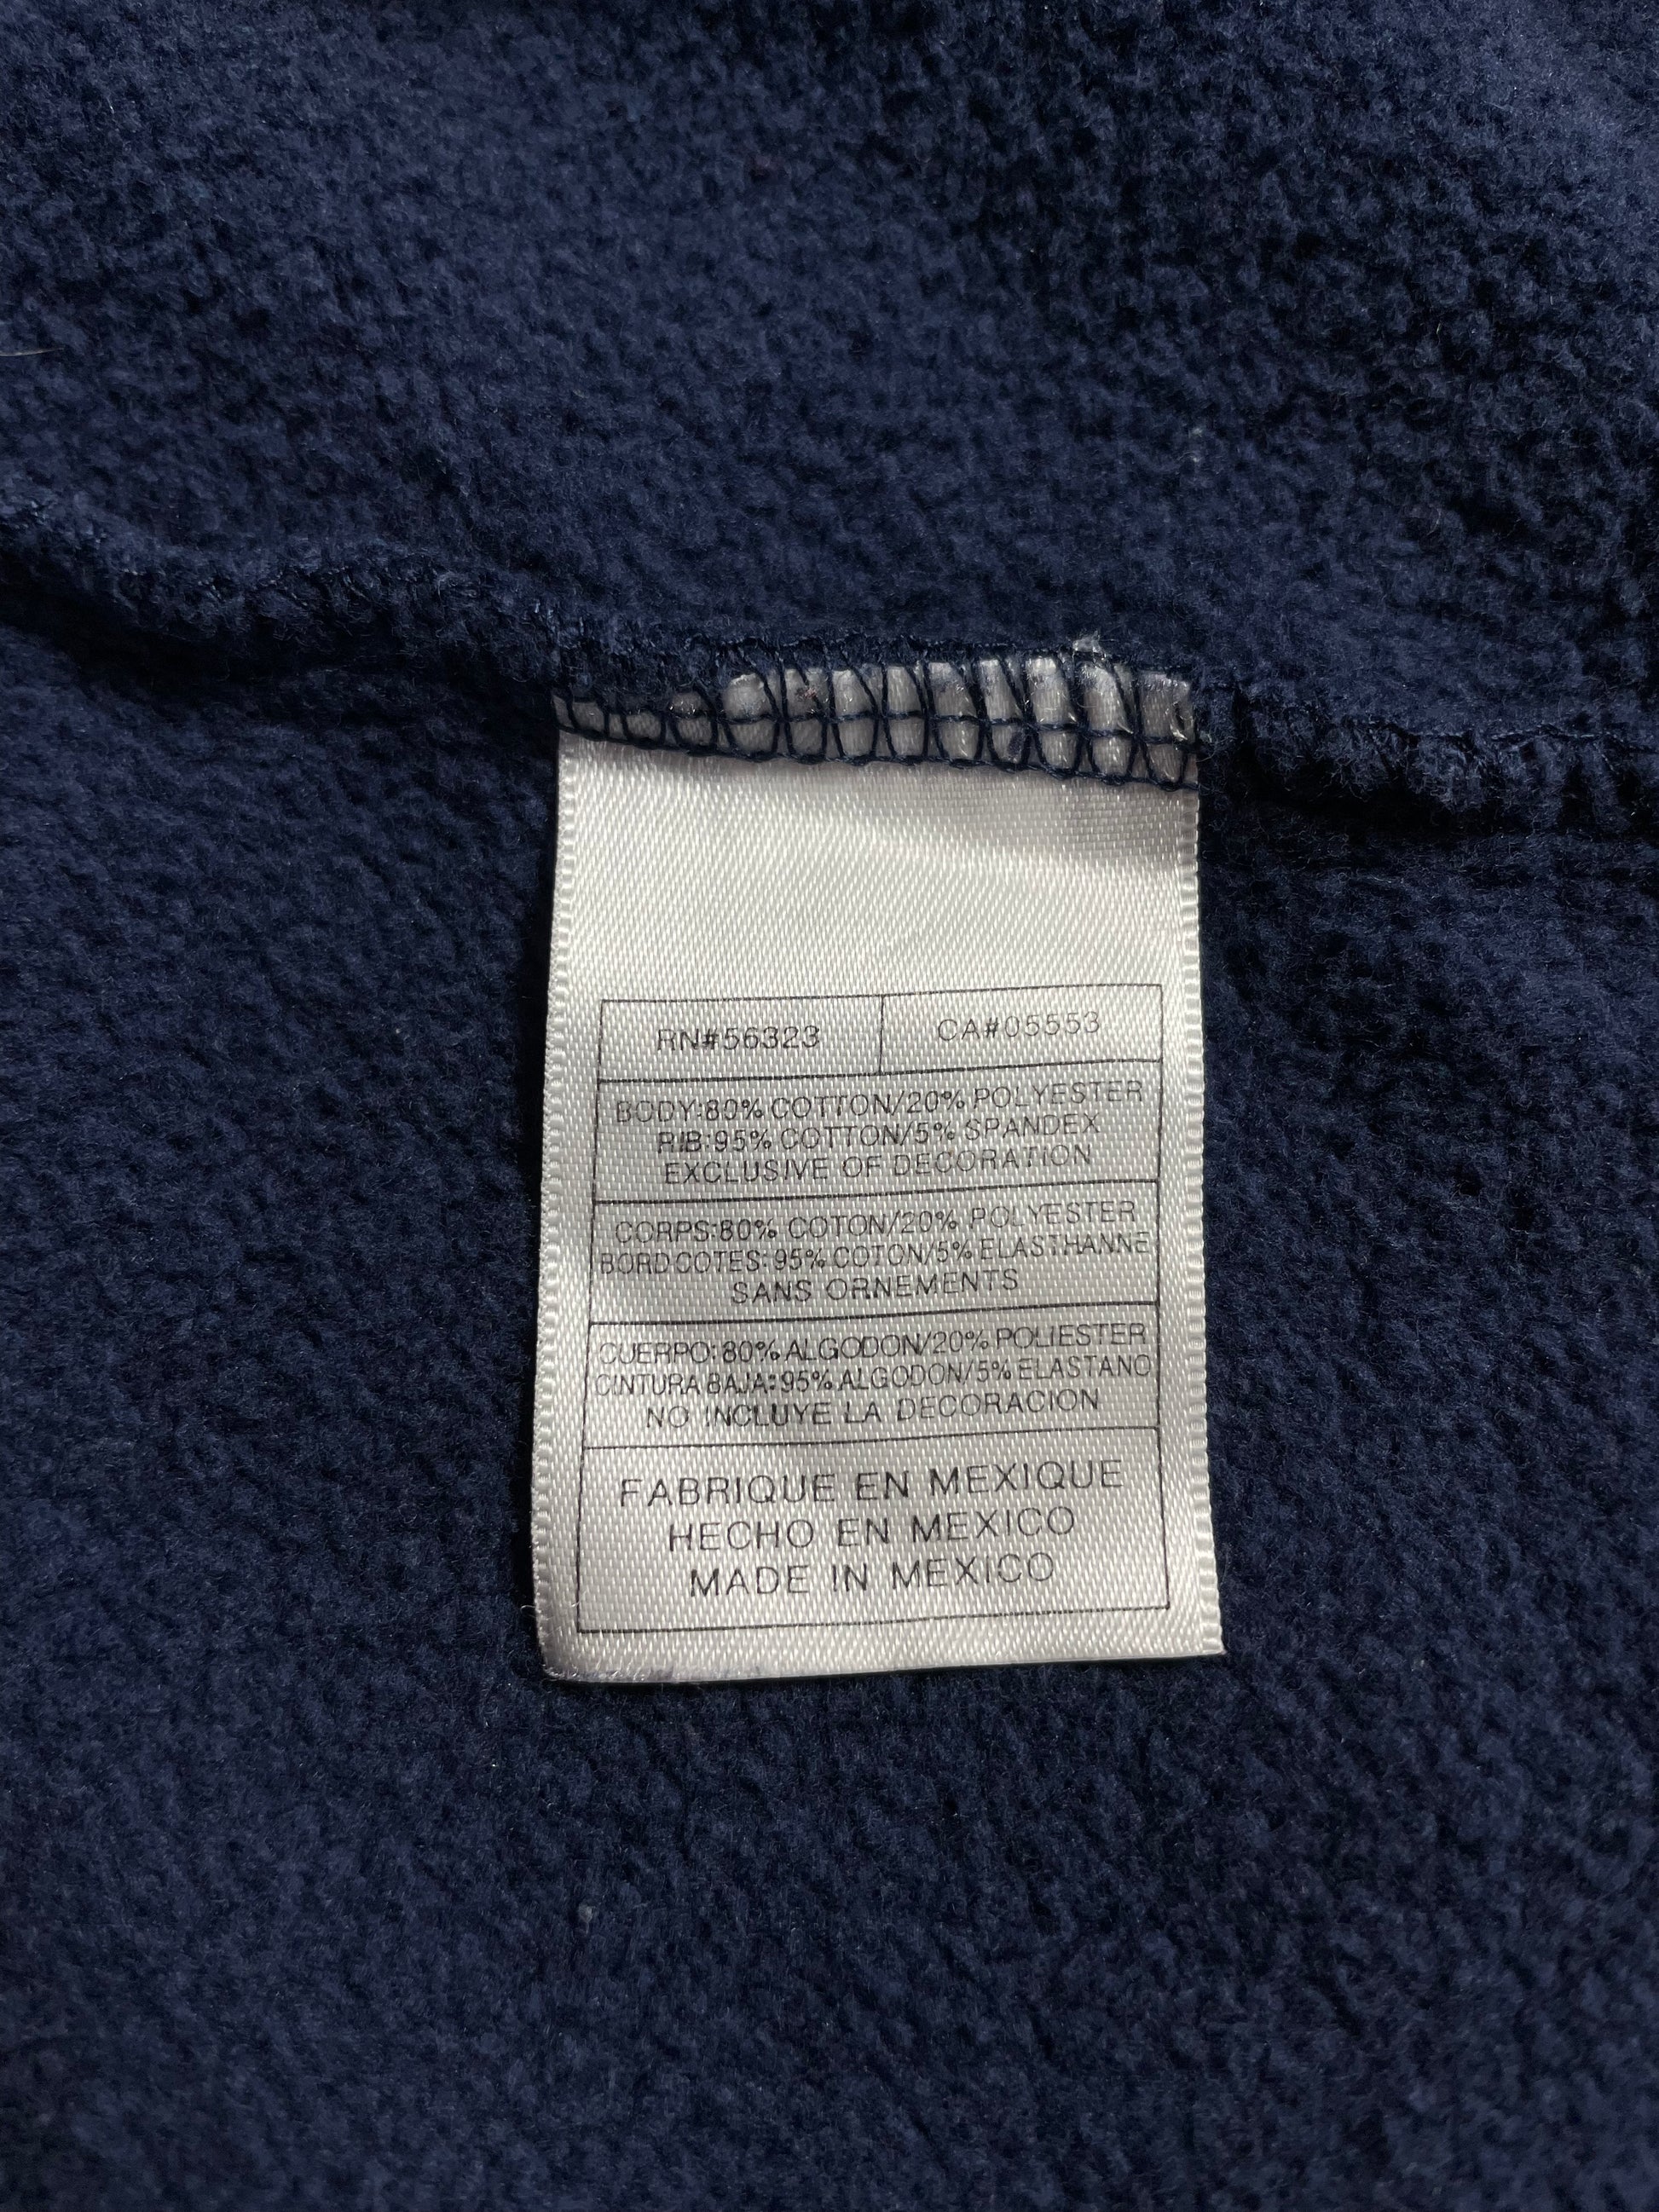 RN#56323 CA#05553
BODY:80% COTTON/20% POLYESTER
RIB:95% COTTON/5% SPANDEX
EXCLUSIVE OF DECORATION
CORPS:80% COTON/20% POLYESTER
BORDCOTES: 95% COTON/5% ELASTHANNE
SANS ORNEMENTS
CUERPO:80% ALGODON/20% POLIESTER
CINTURA BAJA:95% ALGODON/5% ELASTANO
NO INCLUYE LA DECORACION
FABRIQUE EN MEXIQUE
HECHO EN MEXICO
MADE IN MEXICO